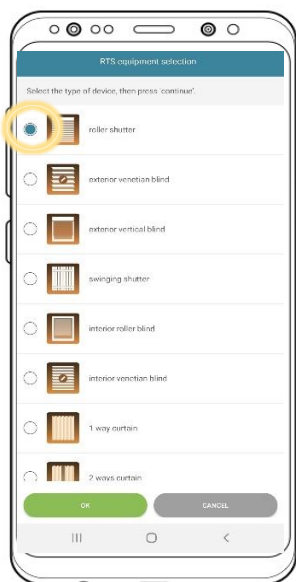 RTS equipment selection
Select the type of device, then press 'continue'.
roller shutter
exterior venetian blind
exterior vertical blind
swinging shutter
interior roller blind
interior venetian blind
1 way curtain
2 ways curtain
OK
CANCEL